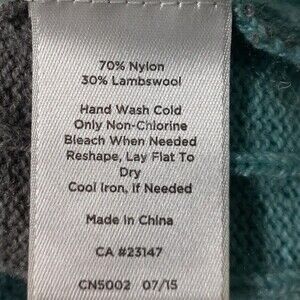 70% Nylon
30% Lambswool
Hand Wash Cold
Only Non-Chlorine
Bleach When Needed
Reshape, Lay Flat To
Dry
Cool Iron, If Needed
Made In China
CA #23147
CN5002 07/15